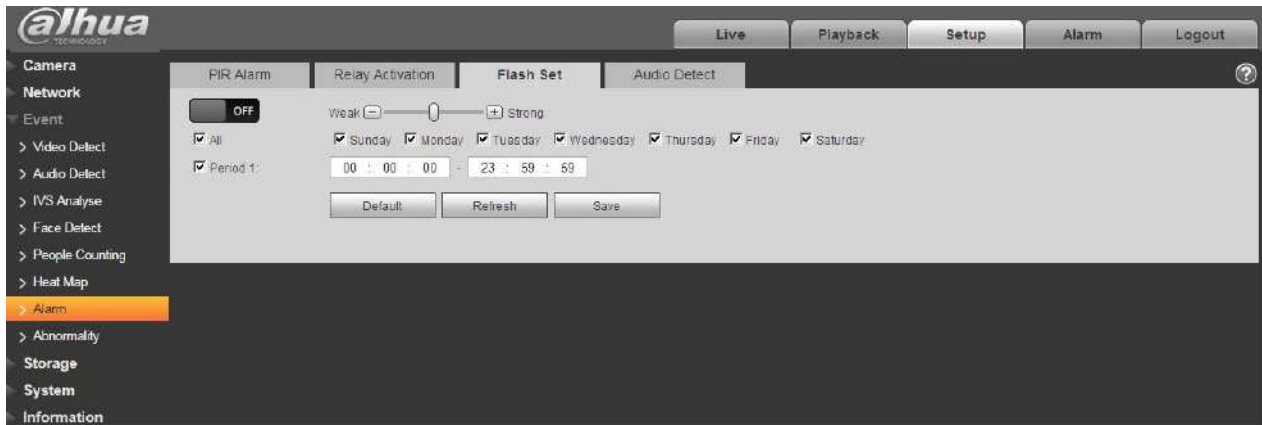 alhua
TECHNOLOGY
Live Playback Setup Alarm Logout
Camera
Network
Event
> Video Detect
> Audio Detect
> IVS Analyse
> Face Detect
> People Counting
> Heat Map
> Alarm
> Abnormality
Storage
System
Information
PIR Alarm Relay Activation Flash Set Audio Detect
?
OFF Weak - + Strong
All Sunday Monday Tuesday Wednesday Thursday Friday Saturday
Period 1: 00 : 00 : 00 - 23 : 59 : 59
Default Refresh Save